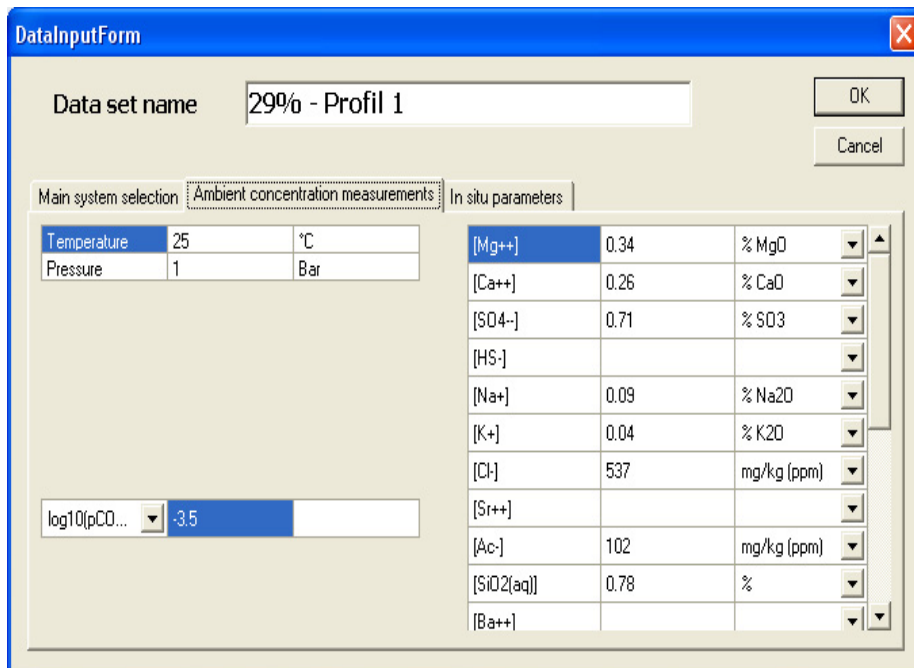 DataInputForm
Data set name
29% - Profil 1
OK
Cancel
Main system selection
Ambient concentration measurements
In situ parameters
Temperature 25 °C
Pressure 1 Bar
log10(pCO... -3.5
[Mg++] 0.34 % MgO
[Ca++] 0.26 % CaO
[SO4--] 0.71 % SO3
[HS-]
[Na+] 0.09 % Na2O
[K+] 0.04 % K2O
[Cl-] 537 mg/kg (ppm)
[Sr++]
[Ac-] 102 mg/kg (ppm)
[SiO2(aq)] 0.78 %
[Ba++]